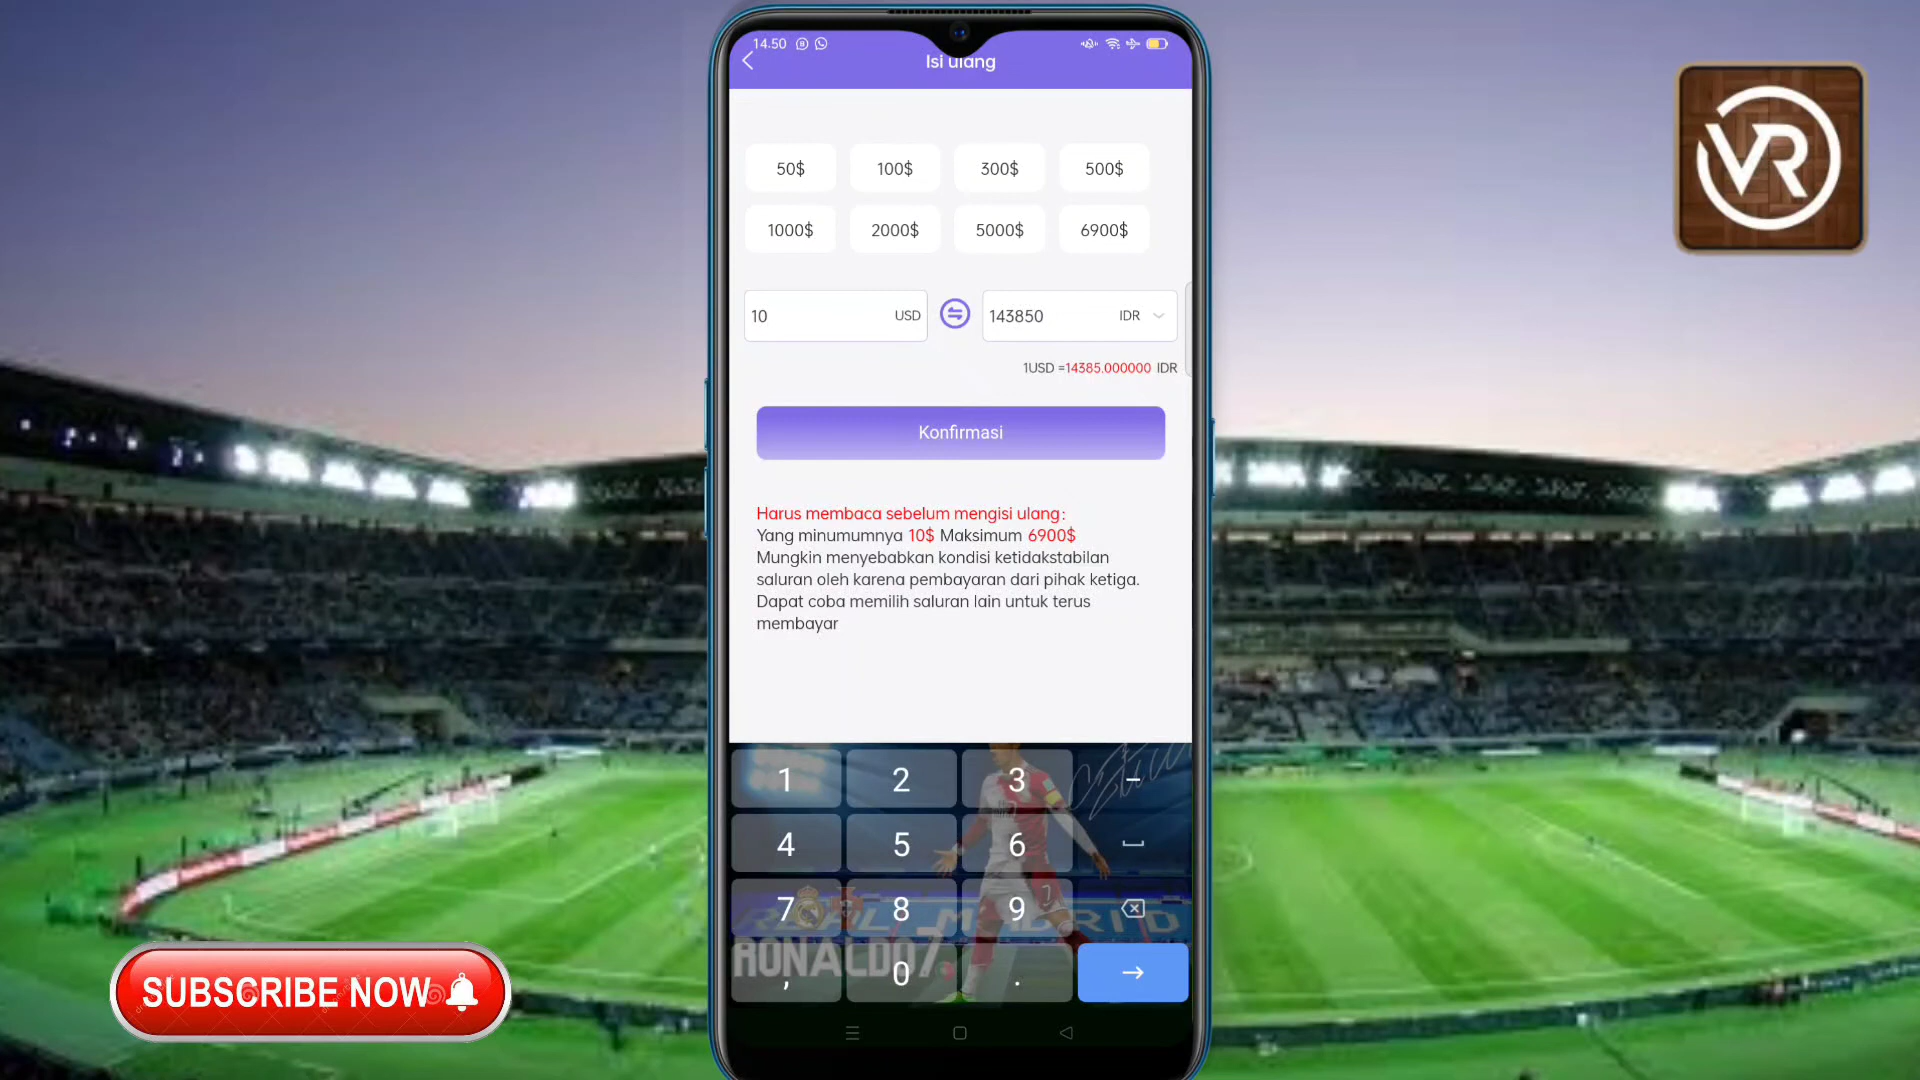 14.50
Isi ulang
VR
50$ 100$ 300$ 500$
1000$ 2000$ 5000$ 6900$
10 USD 143850 IDR
1USD =14385.000000 IDR
Konfirmasi
Harus membaca sebelum mengisi ulang:
Yang minumumnya 10$ Maksimum 6900$
Mungkin menyebabkan kondisi ketidakstabilan
saluran oleh karena pembayaran dari pihak ketiga.
Dapat coba memilih saluran lain untuk terus
membayar
1 2 3 -
4 5 6
7 8 9
REAL MADRID
RONALDO7
, 0 .
SUBSCRIBE NOW